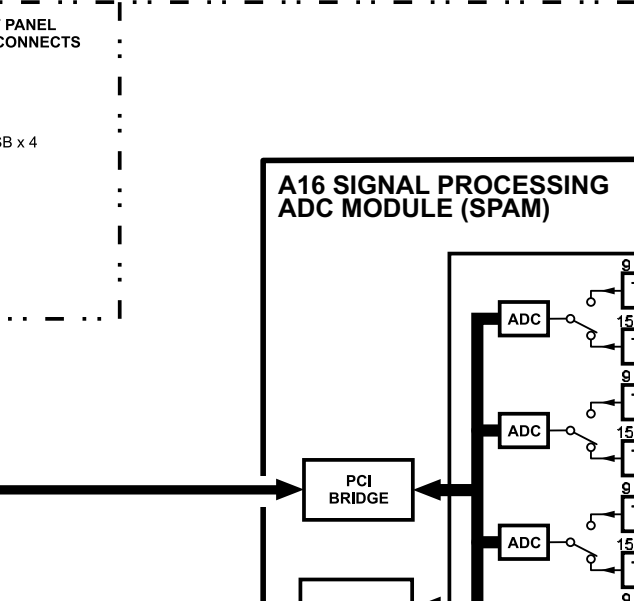 PANEL
CONNECTS
SB x 4
A16 SIGNAL PROCESSING
ADC MODULE (SPAM)
9
ADC
15
9
ADC
15
PCI
BRIDGE
9
ADC
15
9